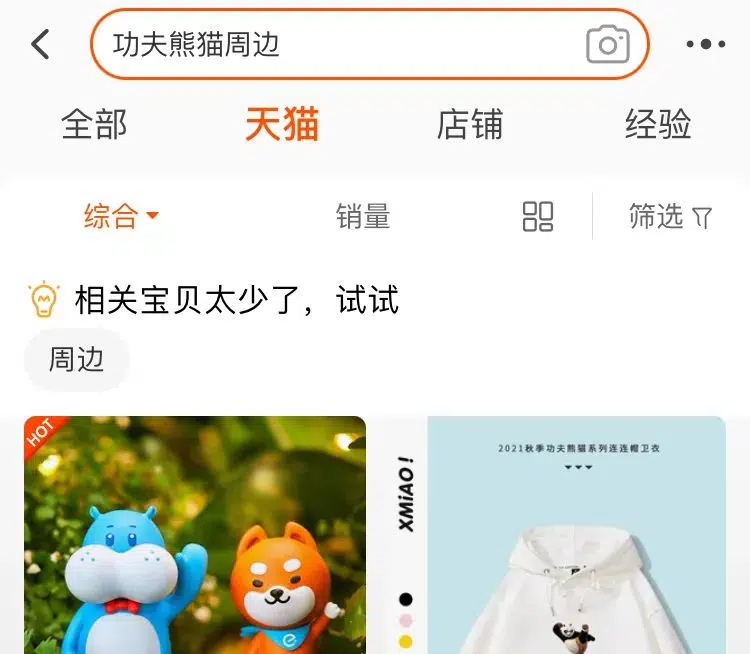 功夫熊猫周边
全部 天猫 店铺 经验
综合 销量 筛选
相关宝贝太少了，试试
周边
HOT
2021秋季功夫熊猫系列连连帽卫衣
XMiAO!